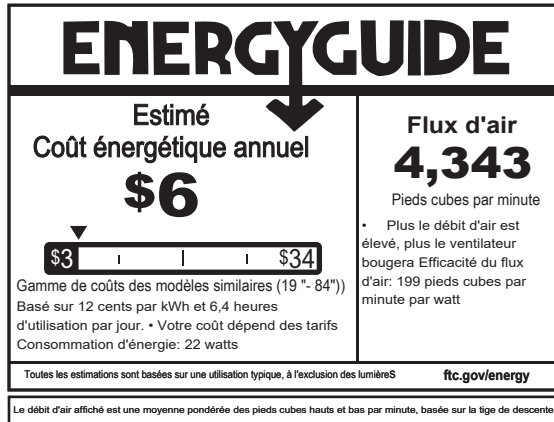 ENERGYGUIDE
Estimé
Coût énergétique annuel
$6
$3
$34
Gamme de coûts des modèles similaires (19 "- 84"))
Basé sur 12 cents par kWh et 6,4 heures
d'utilisation par jour. • Votre coût dépend des tarifs
Consommation d'énergie: 22 watts
Flux d'air
4,343
Pieds cubes par minute
• Plus le débit d'air est
élevé, plus le ventilateur
bougera Efficacité du flux
d'air: 199 pieds cubes par
minute par watt
Toutes les estimations sont basées sur une utilisation typique, à l'exclusion des lumièreS
ftc.gov/energy
Le débit d'air affiché est une moyenne pondérée des pieds cubes hauts et bas par minute, basée sur la tige de descente